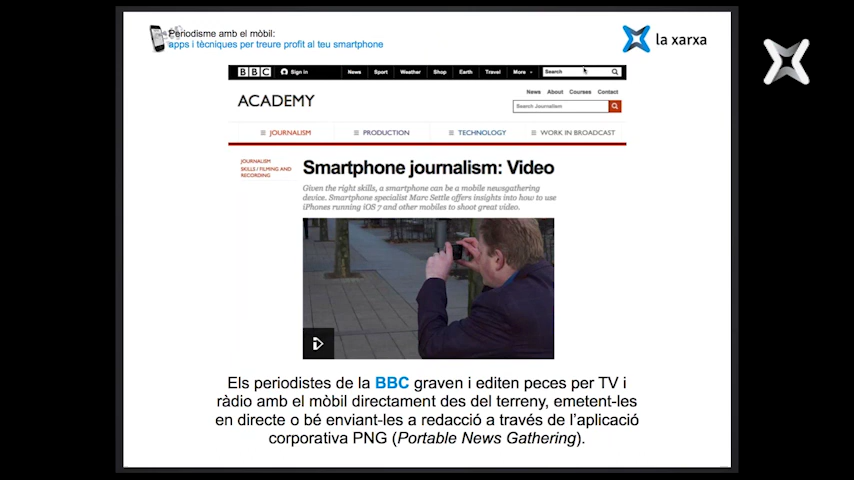 Periodisme amb el mòbil:
apps i tècniques per treure profit al teu smartphone
la xarxa
BBC Sign in News Sport Weather Shop Earth Travel More Search
ACADEMY
News About Courses Contact
Search Journalism
JOURNALISM PRODUCTION TECHNOLOGY WORK IN BROADCAST
JOURNALISM
SKILLS / FILMING AND
RECORDING
Smartphone journalism: Video
Given the right skills, a smartphone can be a mobile newsgathering
device. Smartphone specialist Marc Settle offers insights into how to use
iPhones running iOS 7 and other mobiles to shoot great video.
Els periodistes de la BBC graven i editen peces per TV i
ràdio amb el mòbil directament des del terreny, emetent-les
en directe o bé enviant-les a redacció a través de l'aplicació
corporativa PNG (Portable News Gathering).